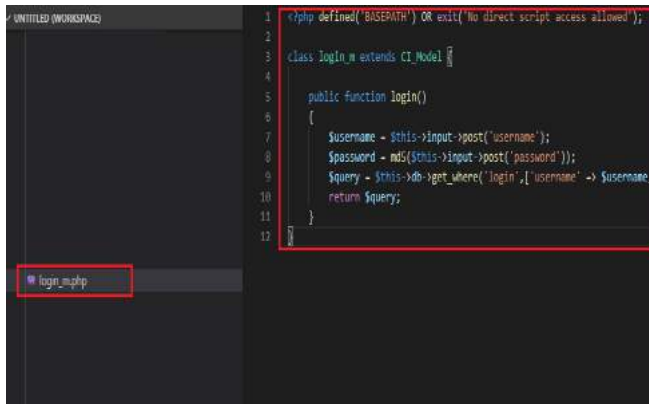 UNTITLED (WORKSPACE)
login_m.php
1 <?php defined('BASEPATH') OR exit('No direct script access allowed');
2
3 class login_m extends CI_Model {
4
5 public function login()
6 {
7 $username = $this->input->post('username');
8 $password = md5($this->input->post('password'));
9 $query = $this->db->get_where('login',['username' => $username,
10 return $query;
11 }
12 }